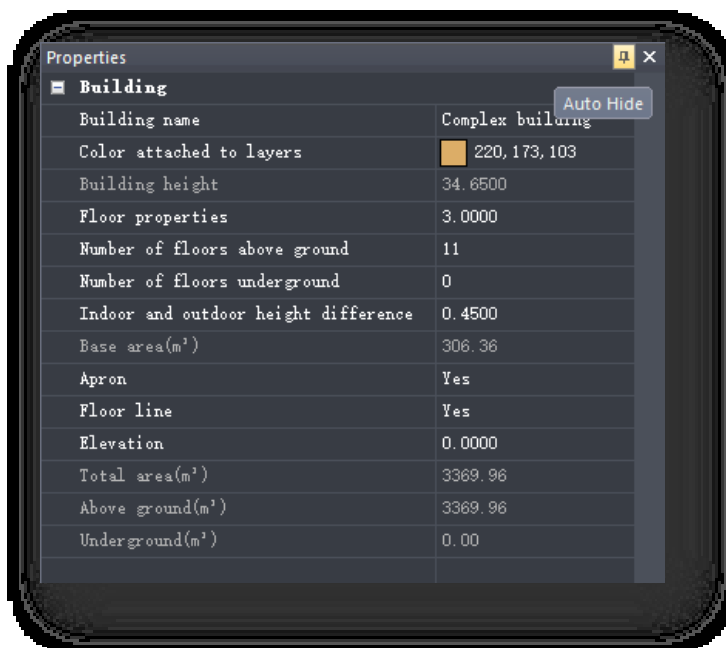 Properties
Building
Auto Hide
Building name Complex building
Color attached to layers 220, 173, 103
Building height 34.6500
Floor properties 3.0000
Number of floors above ground 11
Number of floors underground 0
Indoor and outdoor height difference 0.4500
Base area(m²) 306.36
Apron Yes
Floor line Yes
Elevation 0.0000
Total area(m²) 3369.96
Above ground(m²) 3369.96
Underground(m²) 0.00